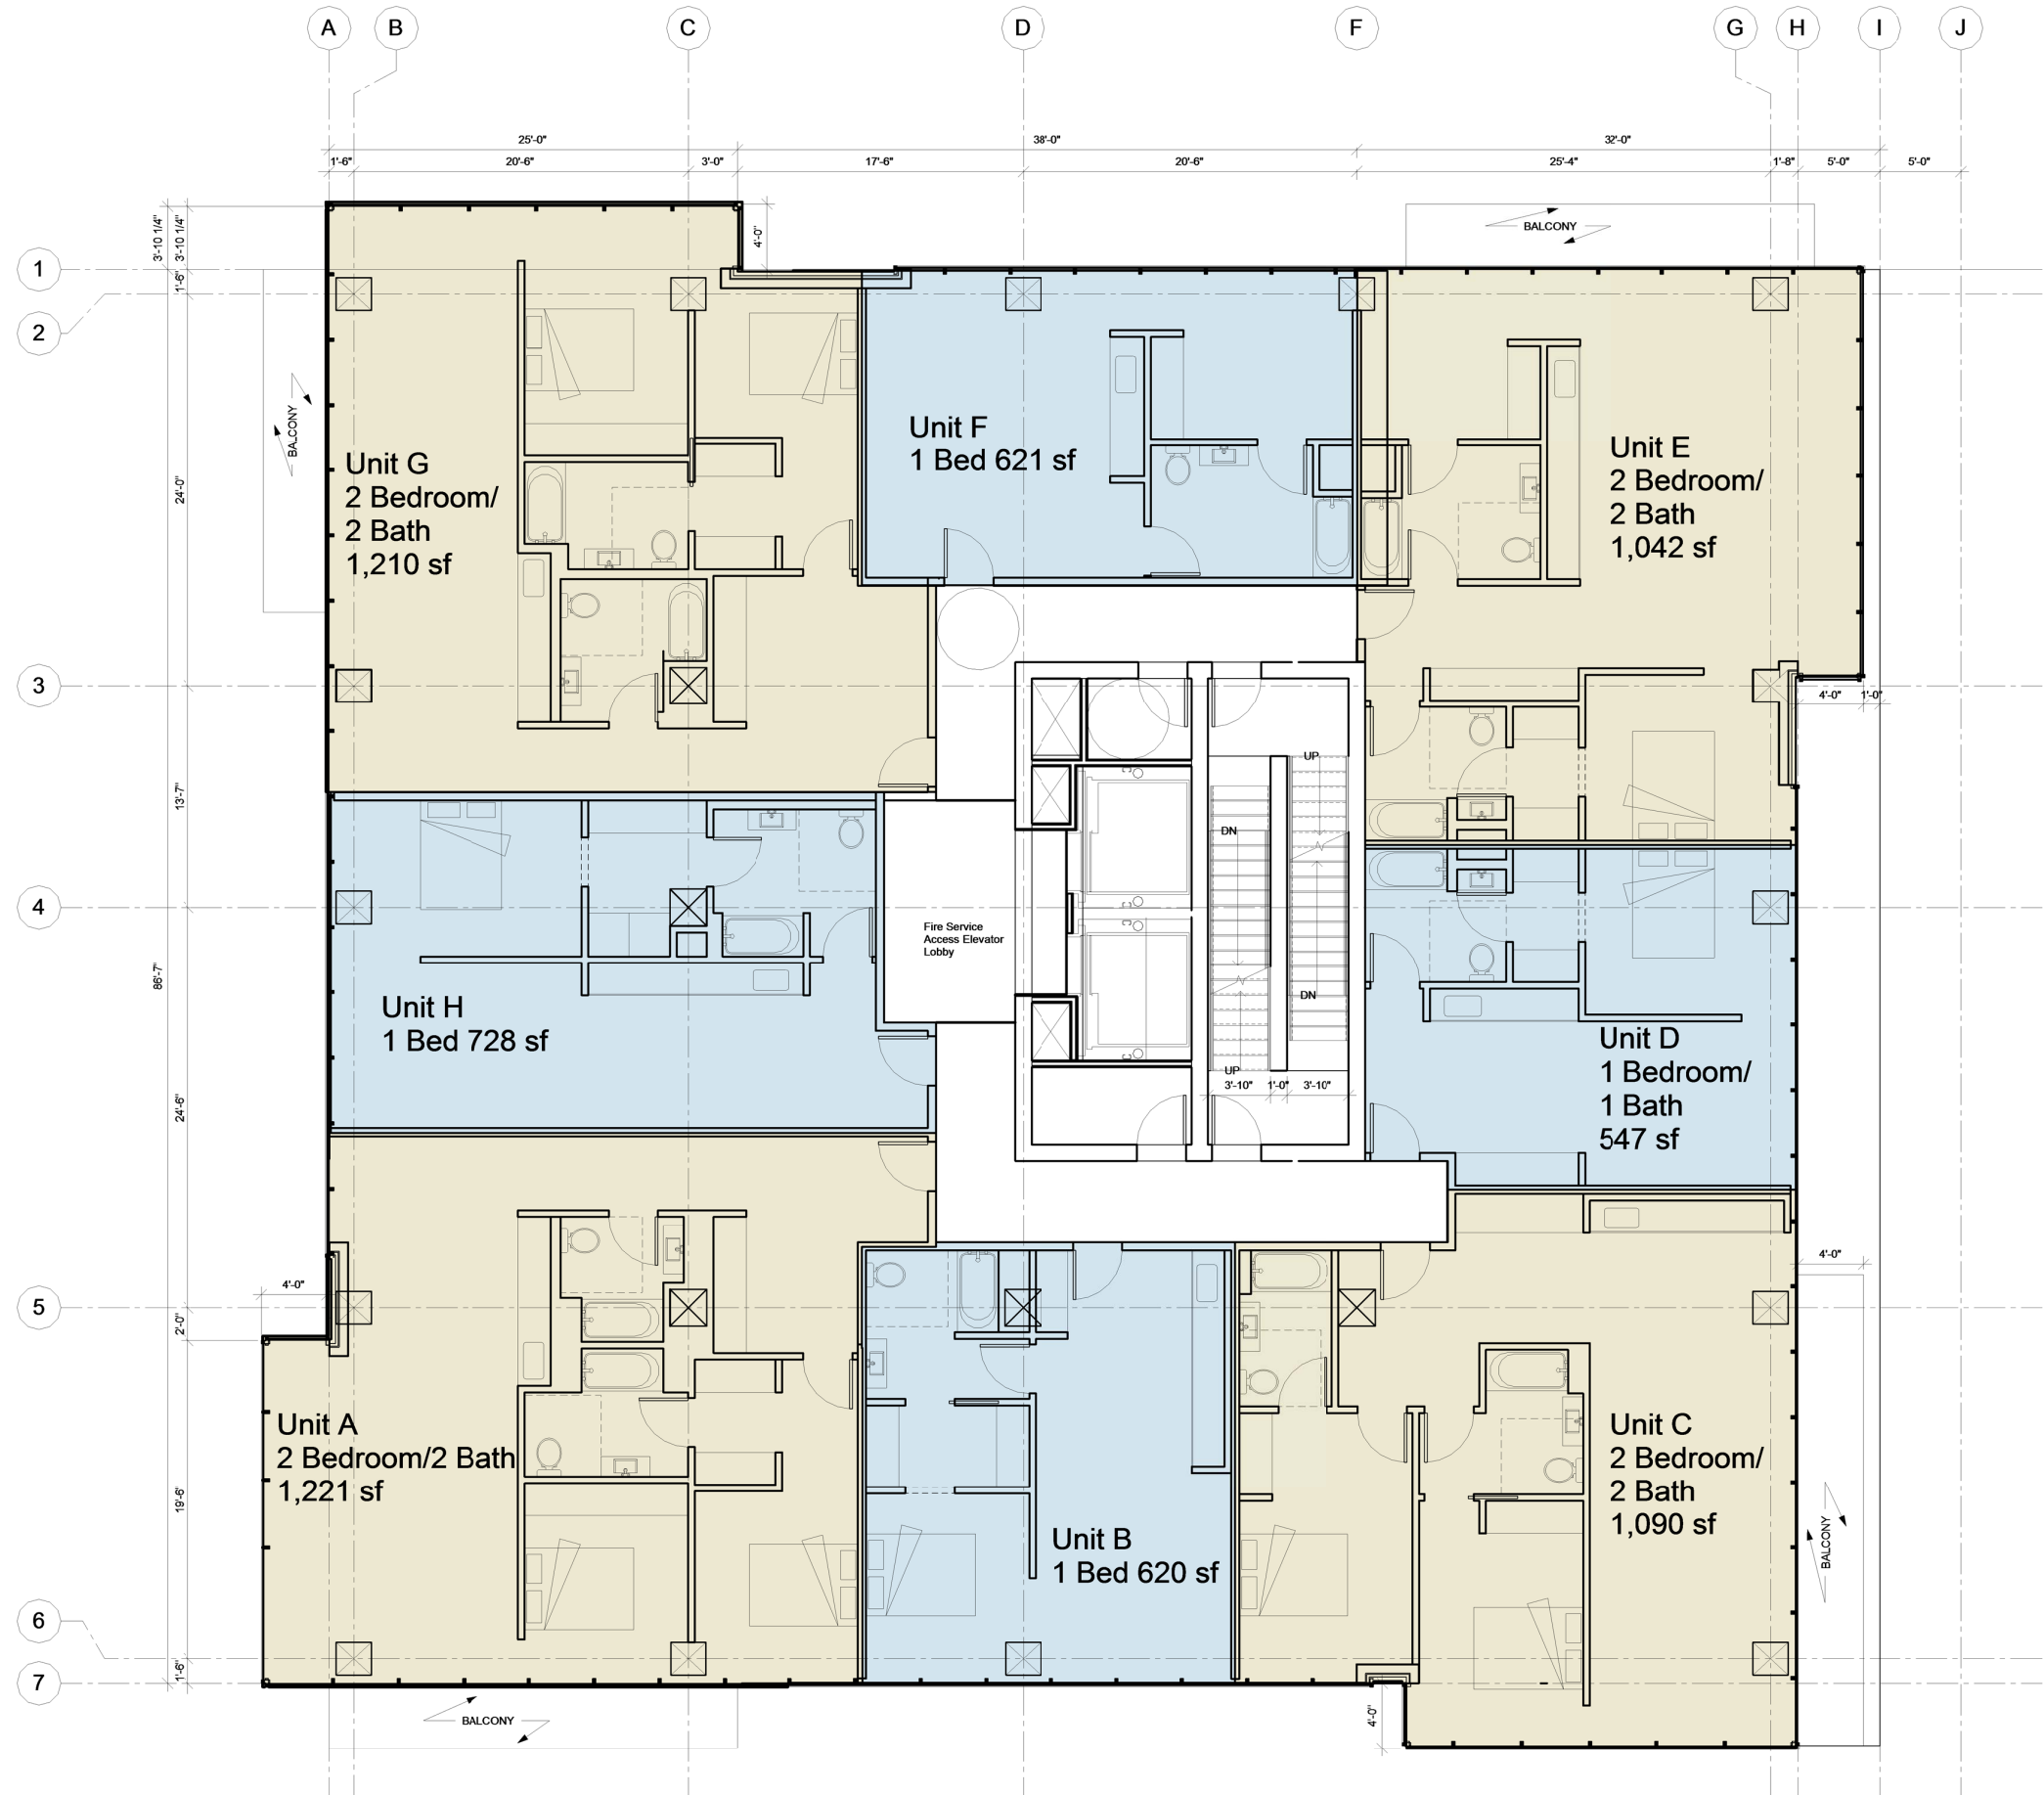 A B C D F G H I J
25'-0" 38'-0" 32'-0"
1'-6" 20'-6" 3'-0" 17'-6" 20'-6" 25'-4" 1'-8" 5'-0" 5'-0"
3'-10 1/4" 3'-10 1/4"
4'-0"
BALCONY
1
1'-6"
2
BALCONY
Unit F
1 Bed 621 sf
Unit G
2 Bedroom/
2 Bath
1,210 sf
Unit E
2 Bedroom/
2 Bath
1,042 sf
24'-0"
3
4'-0" 1'-0"
UP
13'-7"
DN
4
Fire Service
Access Elevator
Lobby
86'-7"
Unit H
1 Bed 728 sf
DN
Unit D
1 Bedroom/
1 Bath
547 sf
UP
3'-10" 1'-0" 3'-10"
24'-6"
4'-0"
4'-0"
5
2'-0"
Unit A
2 Bedroom/2 Bath
1,221 sf
Unit C
2 Bedroom/
2 Bath
1,090 sf
19'-6"
Unit B
1 Bed 620 sf
BALCONY
6
1'-6"
7
BALCONY
4'-0"